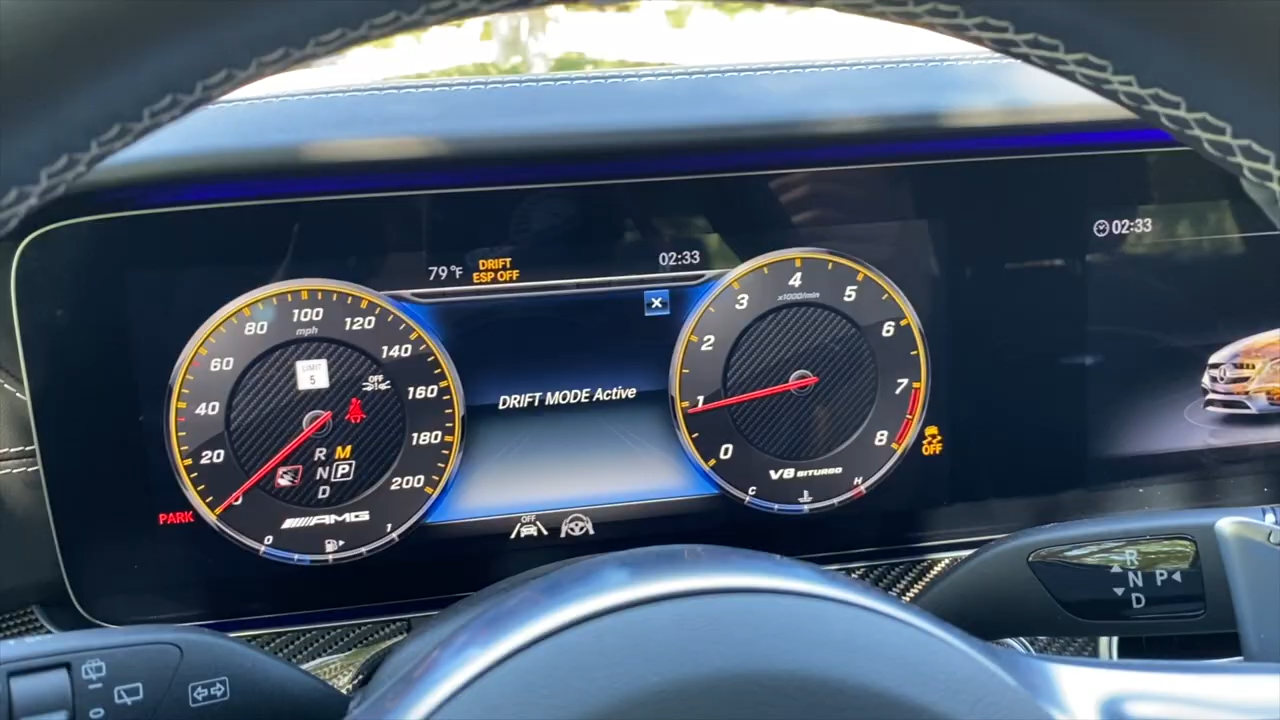 79°F
DRIFT
ESP OFF
02:33
02:33
DRIFT MODE Active
0
20
40
60
80
100
120
140
160
180
200
mph
LIMIT
5
OFF
R M
N P
D
AMG
PARK
0
1
0
1
2
3
4
5
6
7
8
x1000/min
V8 BITURBO
C
H
OFF
OFF
R
N P
D